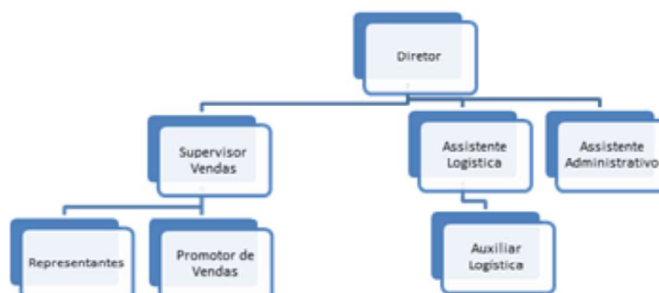 Diretor
Supervisor
Vendas
Assistente
Logística
Assistente
Administrativo
Representantes
Promotor de
Vendas
Auxiliar
Logística